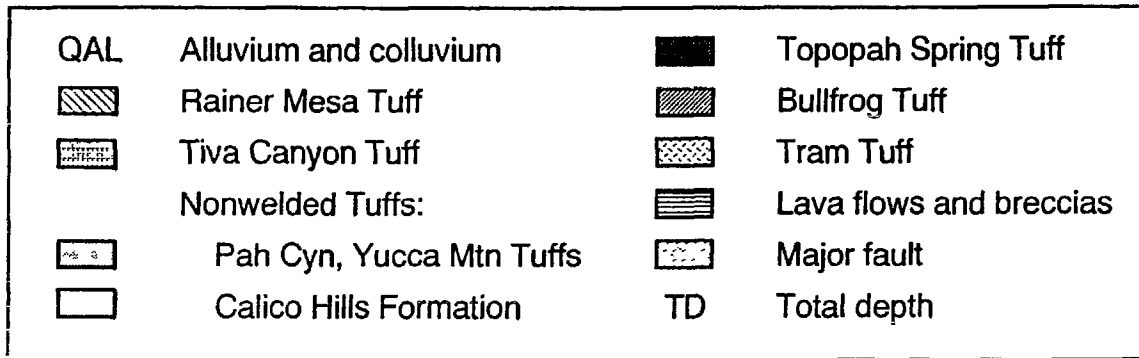 QAL Alluvium and colluvium
Rainer Mesa Tuff
Tiva Canyon Tuff
Nonwelded Tuffs:
Pah Cyn, Yucca Mtn Tuffs
Calico Hills Formation
Topopah Spring Tuff
Bullfrog Tuff
Tram Tuff
Lava flows and breccias
Major fault
TD Total depth